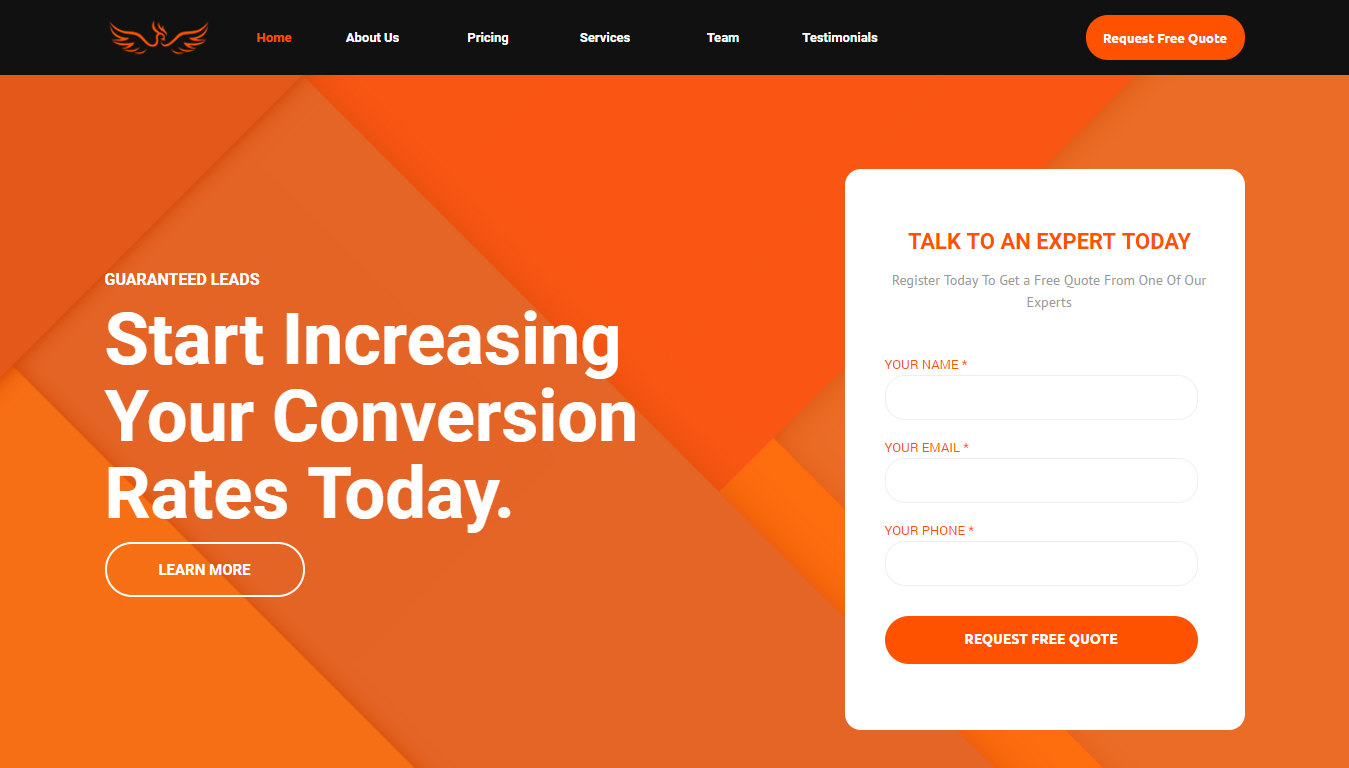 Home
About Us
Pricing
Services
Team
Testimonials
Request Free Quote
GUARANTEED LEADS
Start Increasing
Your Conversion
Rates Today.
LEARN MORE
TALK TO AN EXPERT TODAY
Register Today To Get a Free Quote From One Of Our
Experts
YOUR NAME *
YOUR EMAIL *
YOUR PHONE *
REQUEST FREE QUOTE